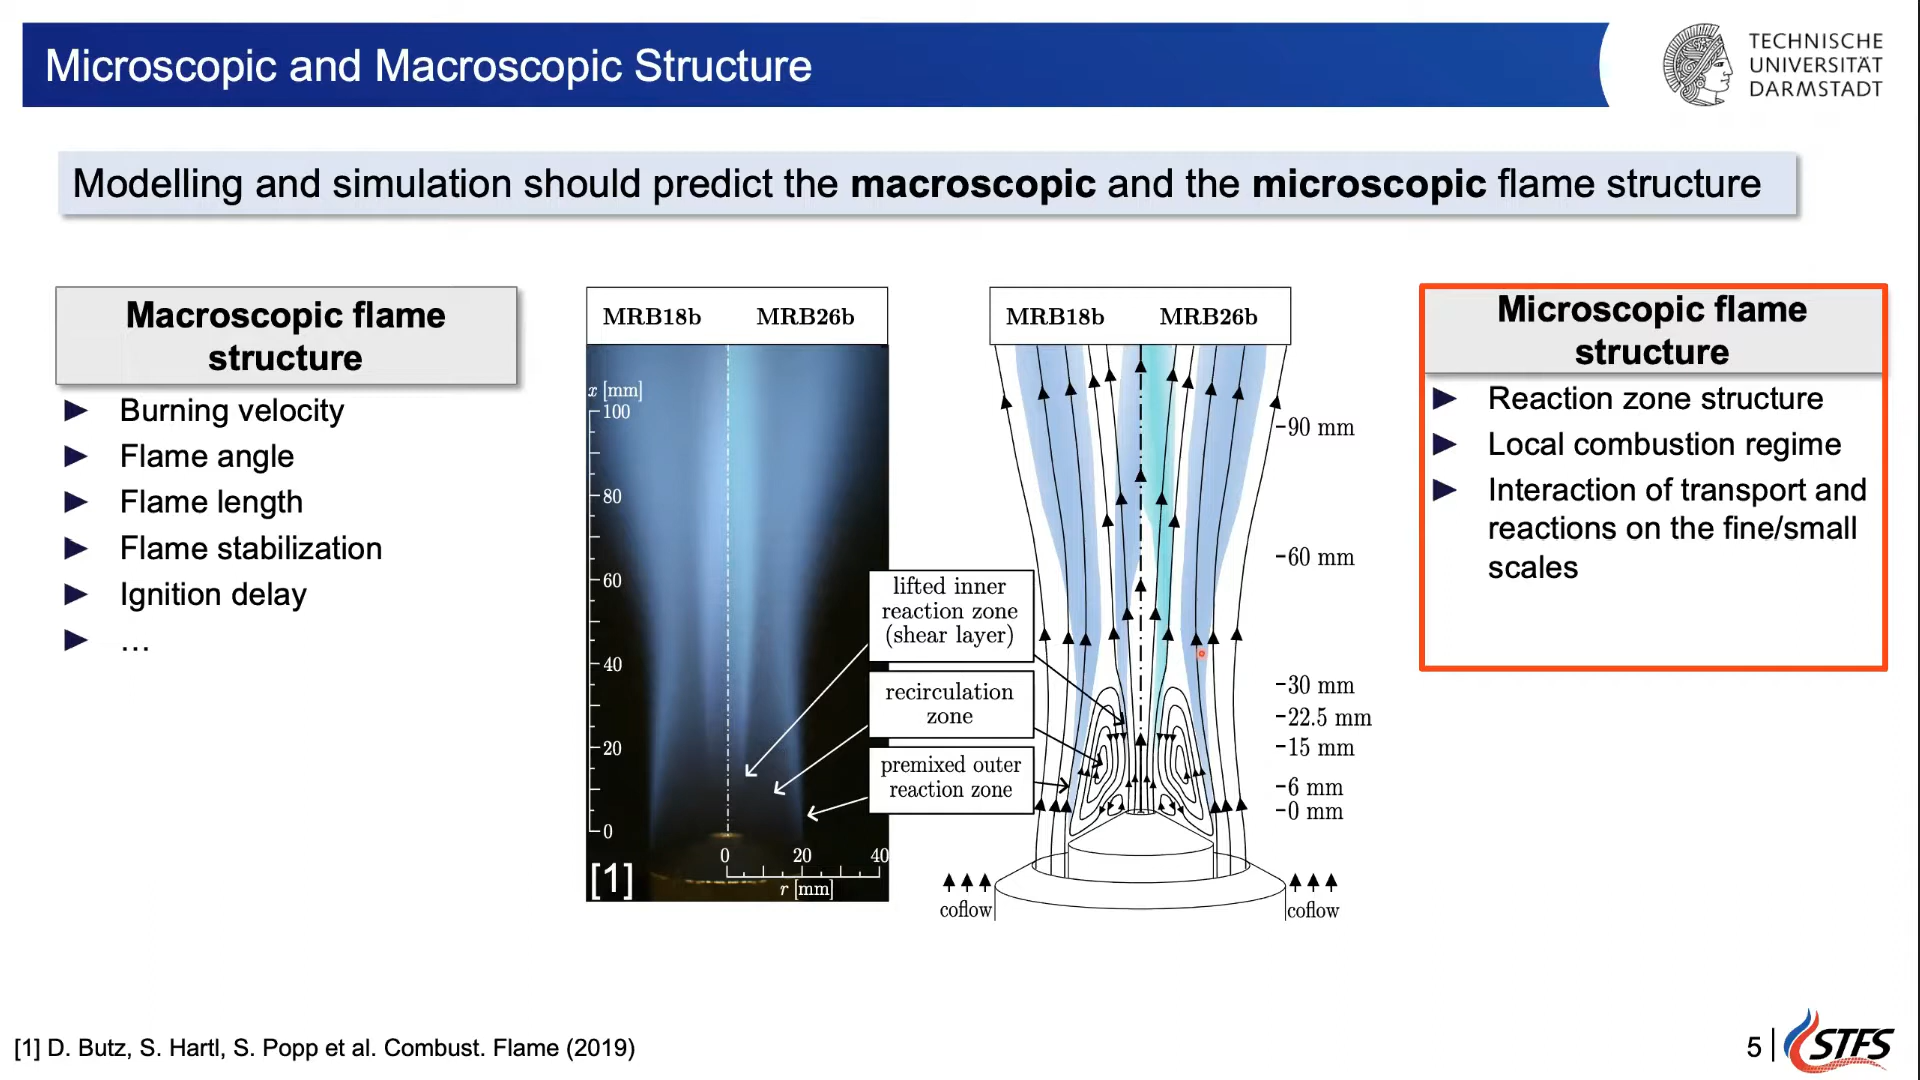 Microscopic and Macroscopic Structure
TECHNISCHE
UNIVERSITÄT
DARMSTADT
Modelling and simulation should predict the macroscopic and the microscopic flame structure
Macroscopic flame
structure
► Burning velocity
► Flame angle
► Flame length
► Flame stabilization
► Ignition delay
► ...
MRB18b MRB26b
x [mm]
100
80
60
40
20
0
0 20 40
r [mm]
[1]
lifted inner
reaction zone
(shear layer)
recirculation
zone
premixed outer
reaction zone
MRB18b MRB26b
90 mm
60 mm
30 mm
22.5 mm
15 mm
6 mm
0 mm
coflow
coflow
Microscopic flame
structure
► Reaction zone structure
► Local combustion regime
► Interaction of transport and
reactions on the fine/small
scales
[1] D. Butz, S. Hartl, S. Popp et al. Combust. Flame (2019)
5 |
STFS